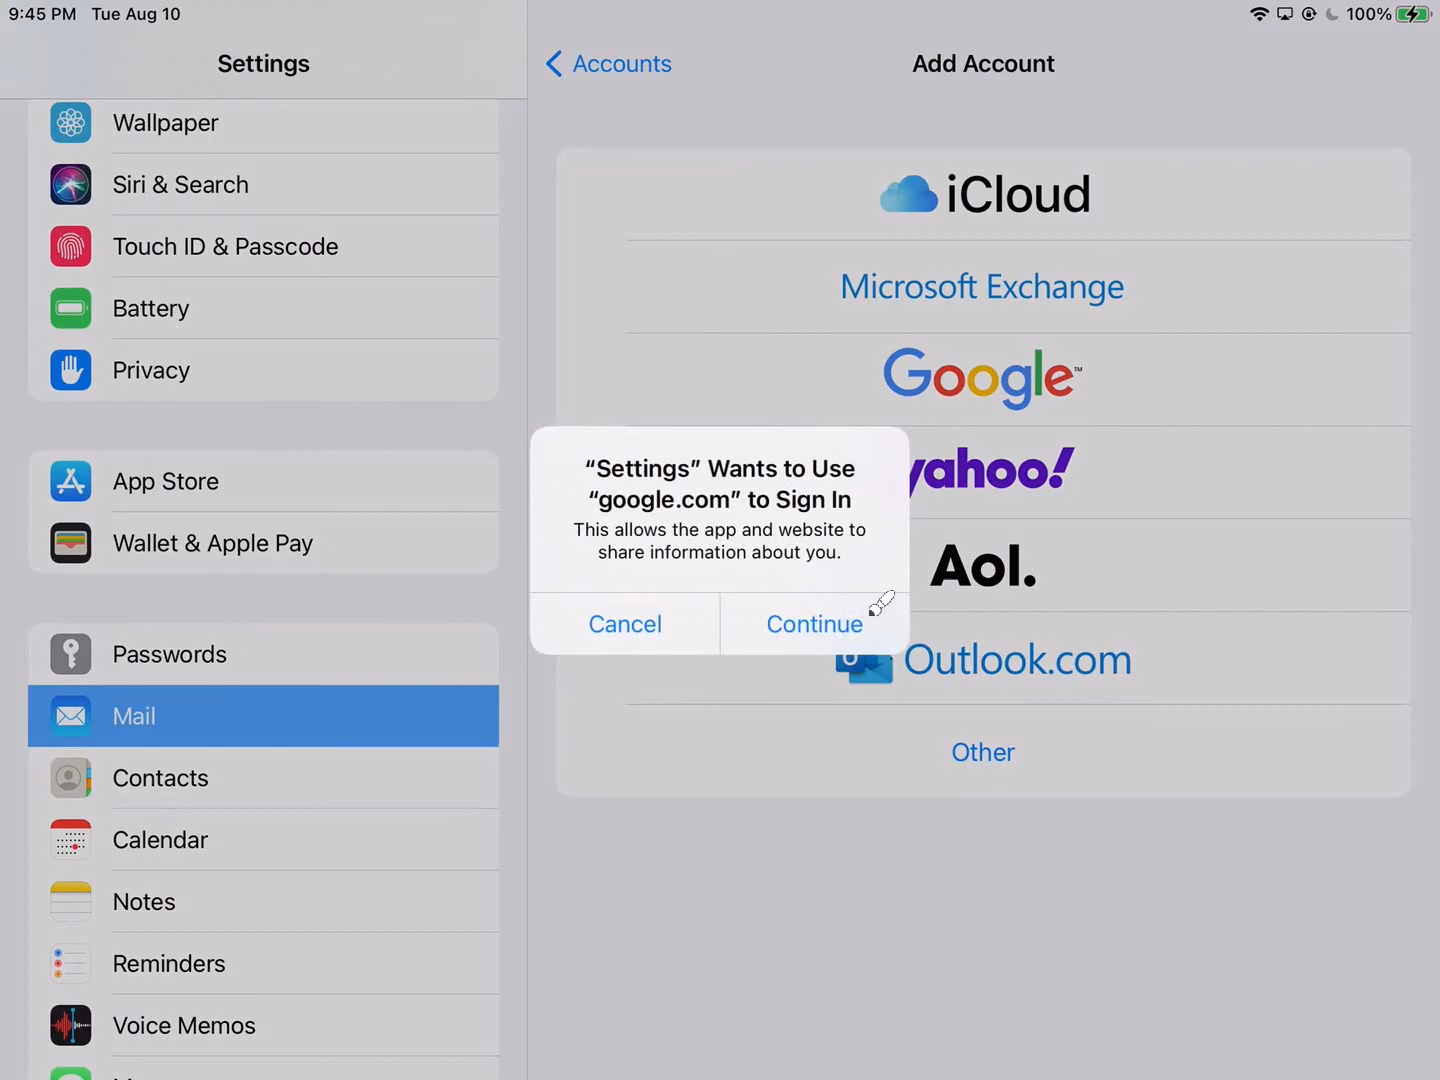 9:45 PM Tue Aug 10
100%
Settings
Wallpaper
Siri & Search
Touch ID & Passcode
Battery
Privacy
App Store
Wallet & Apple Pay
Passwords
Mail
Contacts
Calendar
Notes
Reminders
Voice Memos
Accounts
Add Account
iCloud
Microsoft Exchange
Google™
yahoo!
Aol.
Outlook.com
Other
“Settings” Wants to Use
“google.com” to Sign In
This allows the app and website to
share information about you.
Cancel
Continue